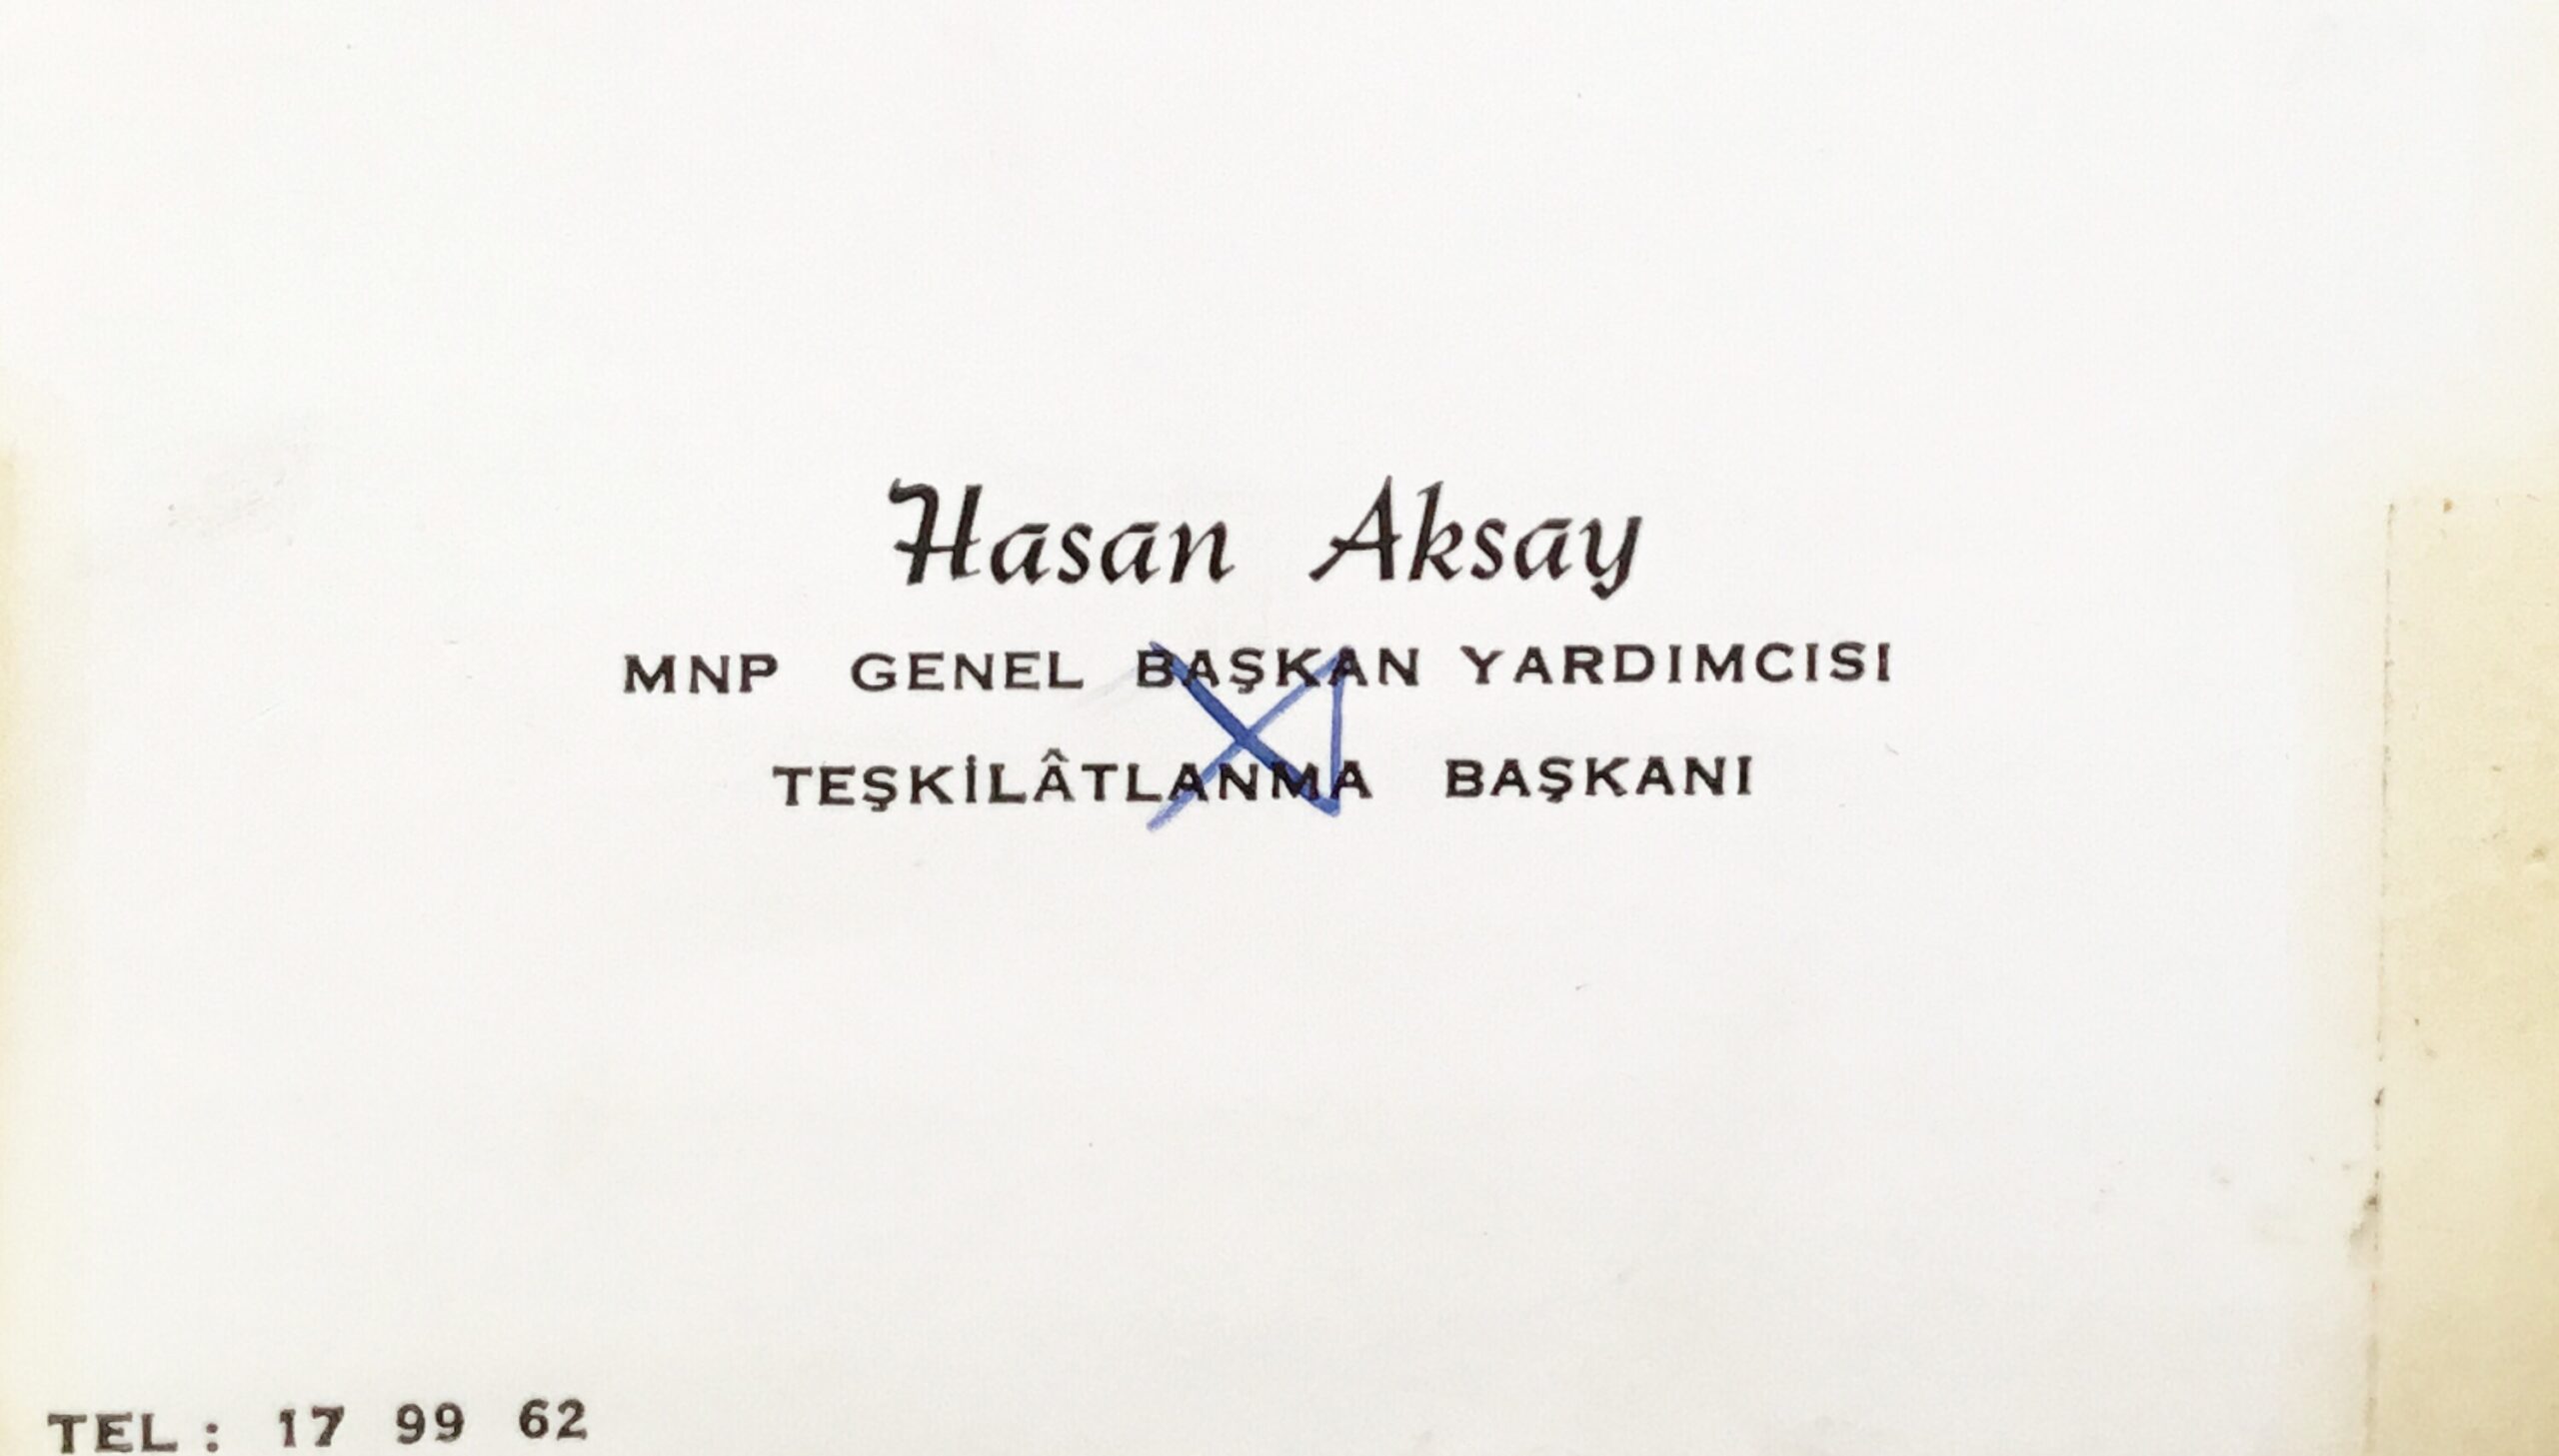 Hasan Aksay
MNP GENEL BAŞKAN YARDIMCISI
TEŞKİLÂTLANMA BAŞKANI
TEL : 17 99 62